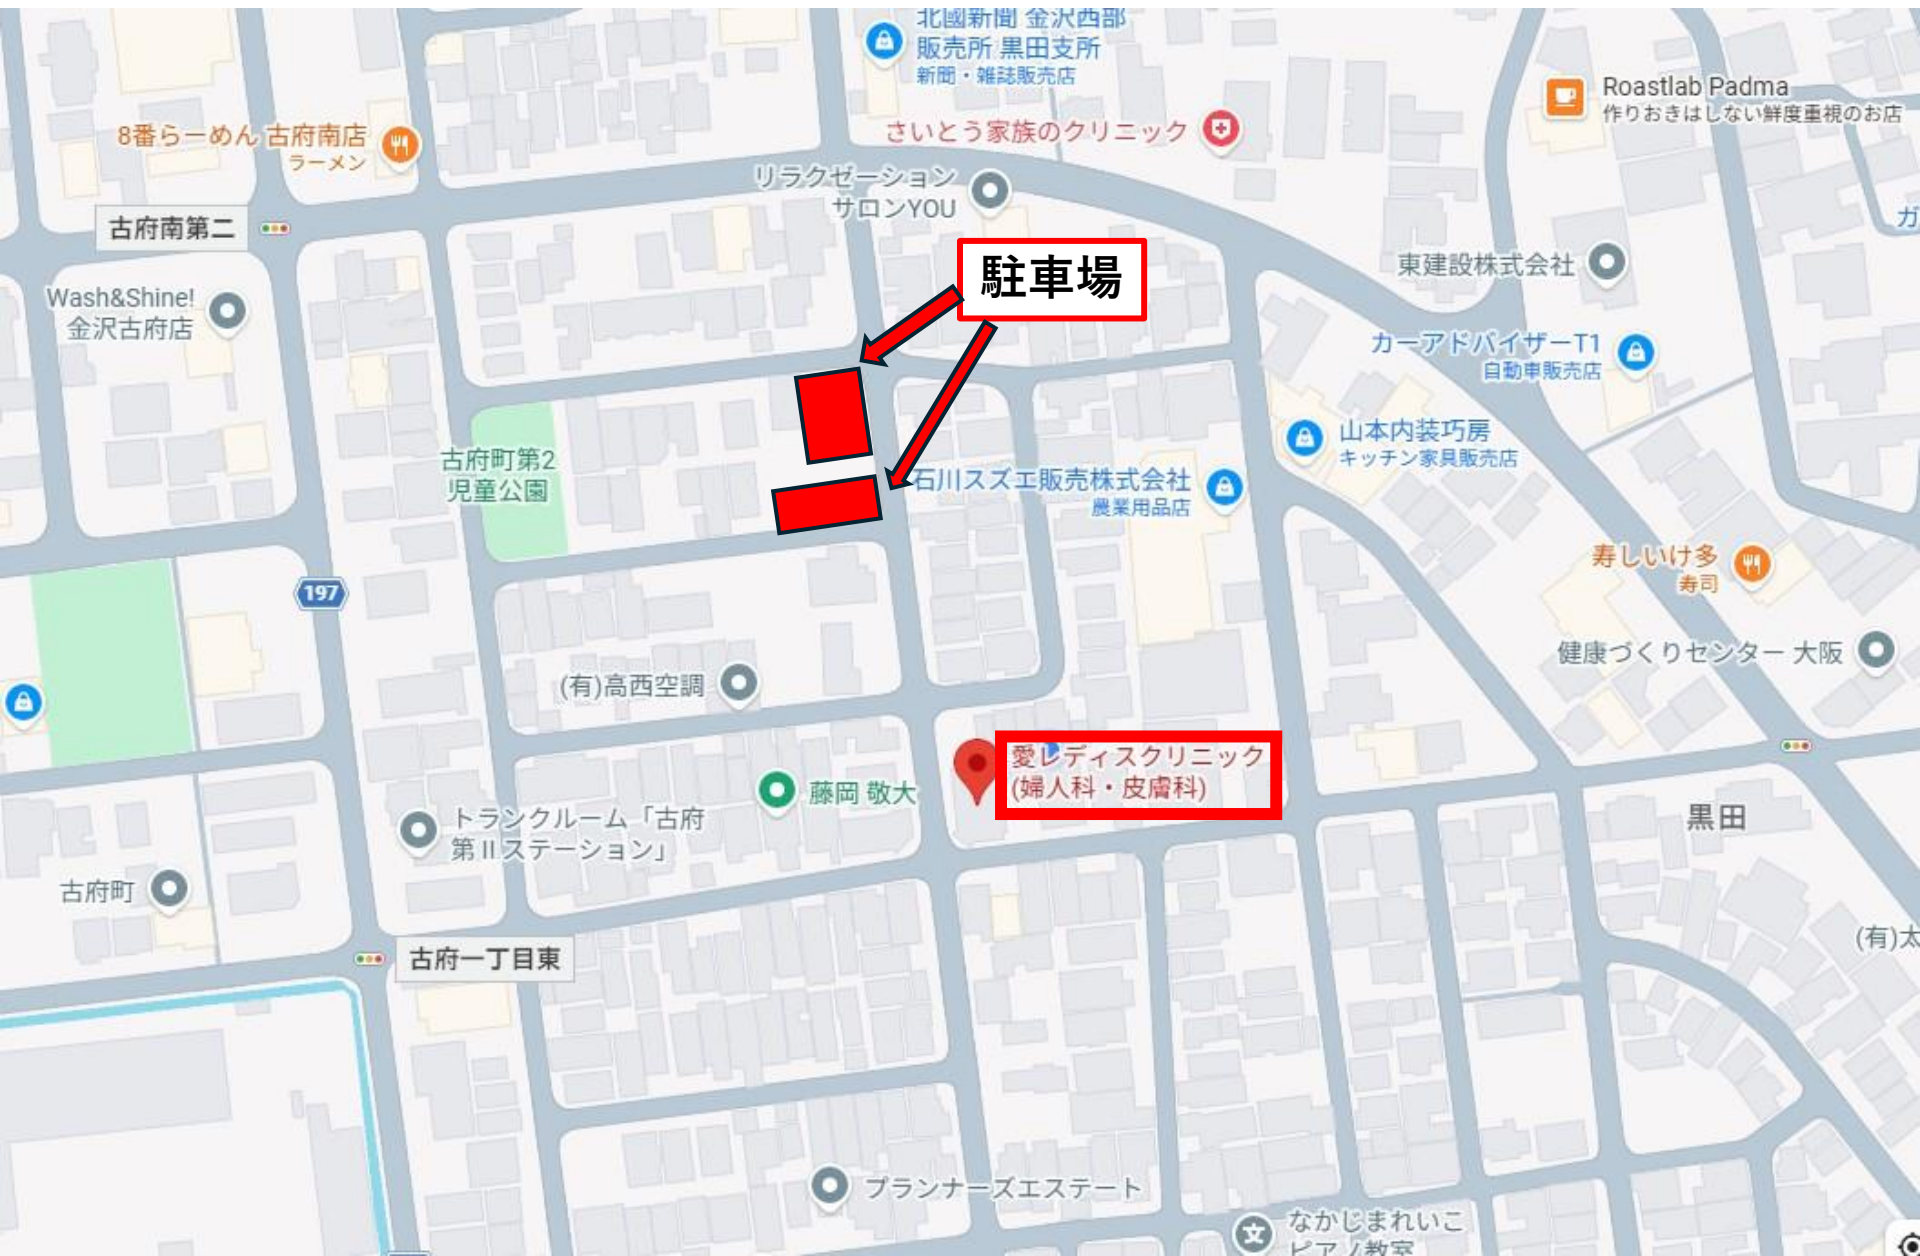 北國新聞 金沢西部
販売所 黒田支所
新聞・雑誌販売店
Roastlab Padma
作りおきはしない鮮度重視のお店
8番らーめん 古府南店
ラーメン
さいとう家族のクリニック
リラクゼーション
サロンYOU
古府南第二
ガ
駐車場
東建設株式会社
Wash&Shine!
金沢古府店
カーアドバイザーT1
自動車販売店
山本内装巧房
キッチン家具販売店
古府町第2
児童公園
石川スズエ販売株式会社
農業用品店
寿しいけ多
寿司
197
健康づくりセンター 大阪
(有)高西空調
愛レディスクリニック
(婦人科・皮膚科)
藤岡 敬大
トランクルーム「古府
第IIステーション」
黒田
古府町
(有)太
古府一丁目東
プランナーズエステート
なかじまれいこ
ピアノ教室